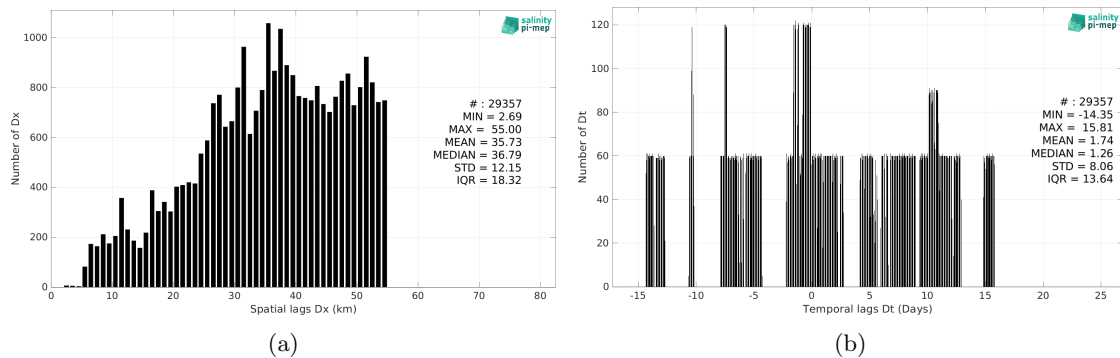 1000
800
600
400
200
0
Number of Dx
salinity
pi-mep
# : 29357
MIN = 2.69
MAX = 55.00
MEAN = 35.73
MEDIAN = 36.79
STD = 12.15
IQR = 18.32
0 10 20 30 40 50 60 70 80
Spatial lags Dx (km)
(a)
120
100
80
60
40
20
0
Number of Dt
salinity
pi-mep
# : 29357
MIN = -14.35
MAX = 15.81
MEAN = 1.74
MEDIAN = 1.26
STD = 8.06
IQR = 13.64
-15 -10 -5 0 5 10 15 20 25
Temporal lags Dt (Days)
(b)